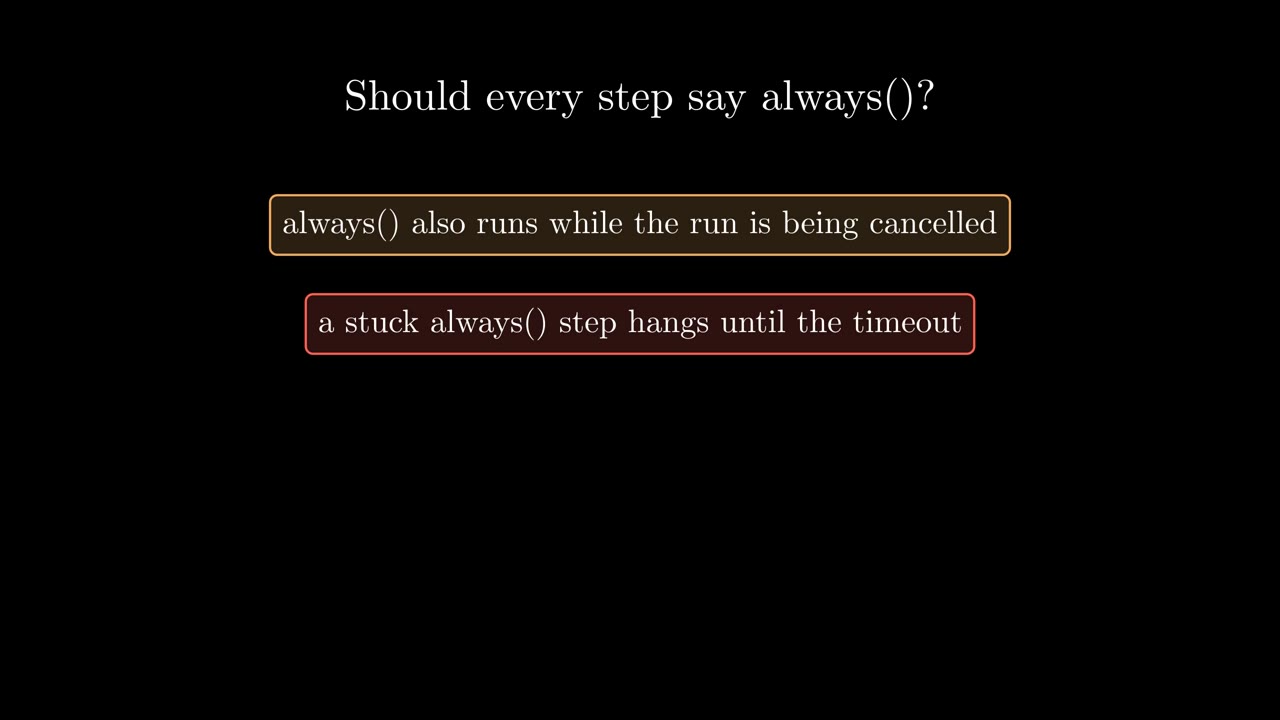 Should every step say always()?
always() also runs while the run is being cancelled
a stuck always() step hangs until the timeout